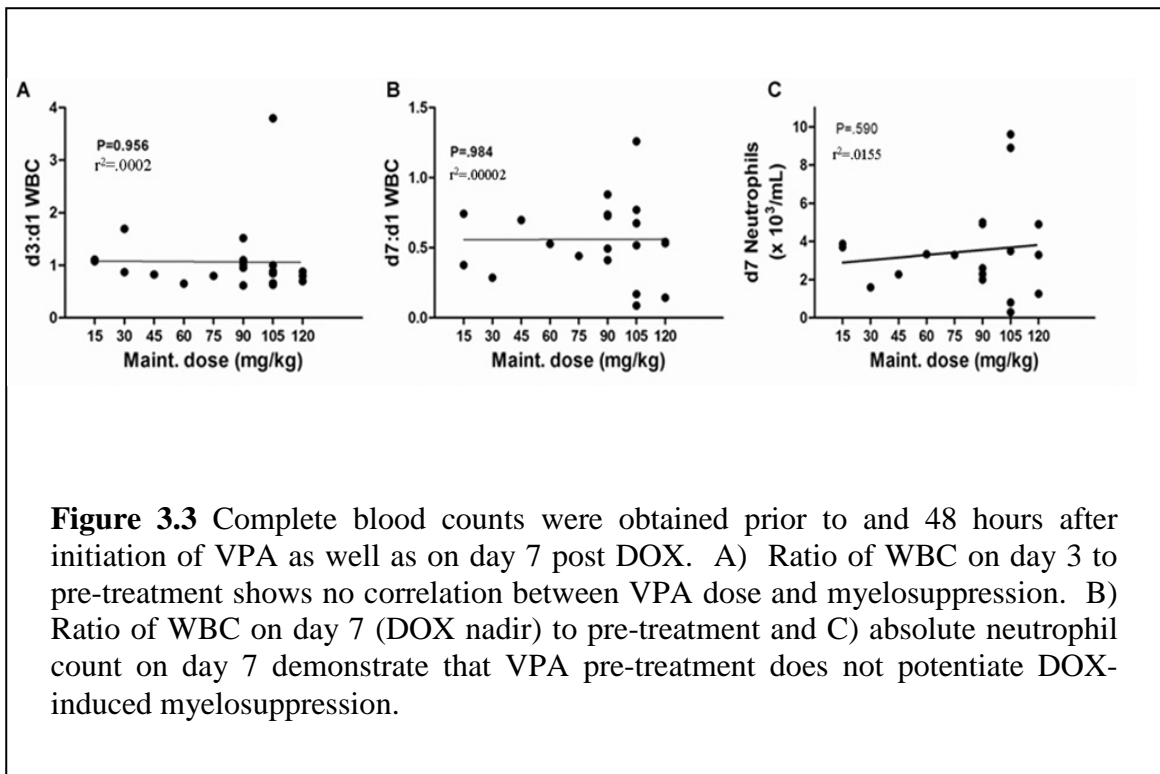 A
B
C
d3:d1 WBC
4
3
2
1
0
P=0.956
r²=.0002
15 30 45 60 75 90 105 120
Maint. dose (mg/kg)
d7:d1 WBC
1.5
1.0
0.5
0.0
P=.984
r²=.00002
15 30 45 60 75 90 105 120
Maint. dose (mg/kg)
d7 Neutrophils
(x 10³/mL)
10
8
6
4
2
0
P=.590
r²=.0155
15 30 45 60 75 90 105 120
Maint. dose (mg/kg)
Figure 3.3 Complete blood counts were obtained prior to and 48 hours after
initiation of VPA as well as on day 7 post DOX. A) Ratio of WBC on day 3 to
pre-treatment shows no correlation between VPA dose and myelosuppression. B)
Ratio of WBC on day 7 (DOX nadir) to pre-treatment and C) absolute neutrophil
count on day 7 demonstrate that VPA pre-treatment does not potentiate DOX-
induced myelosuppression.